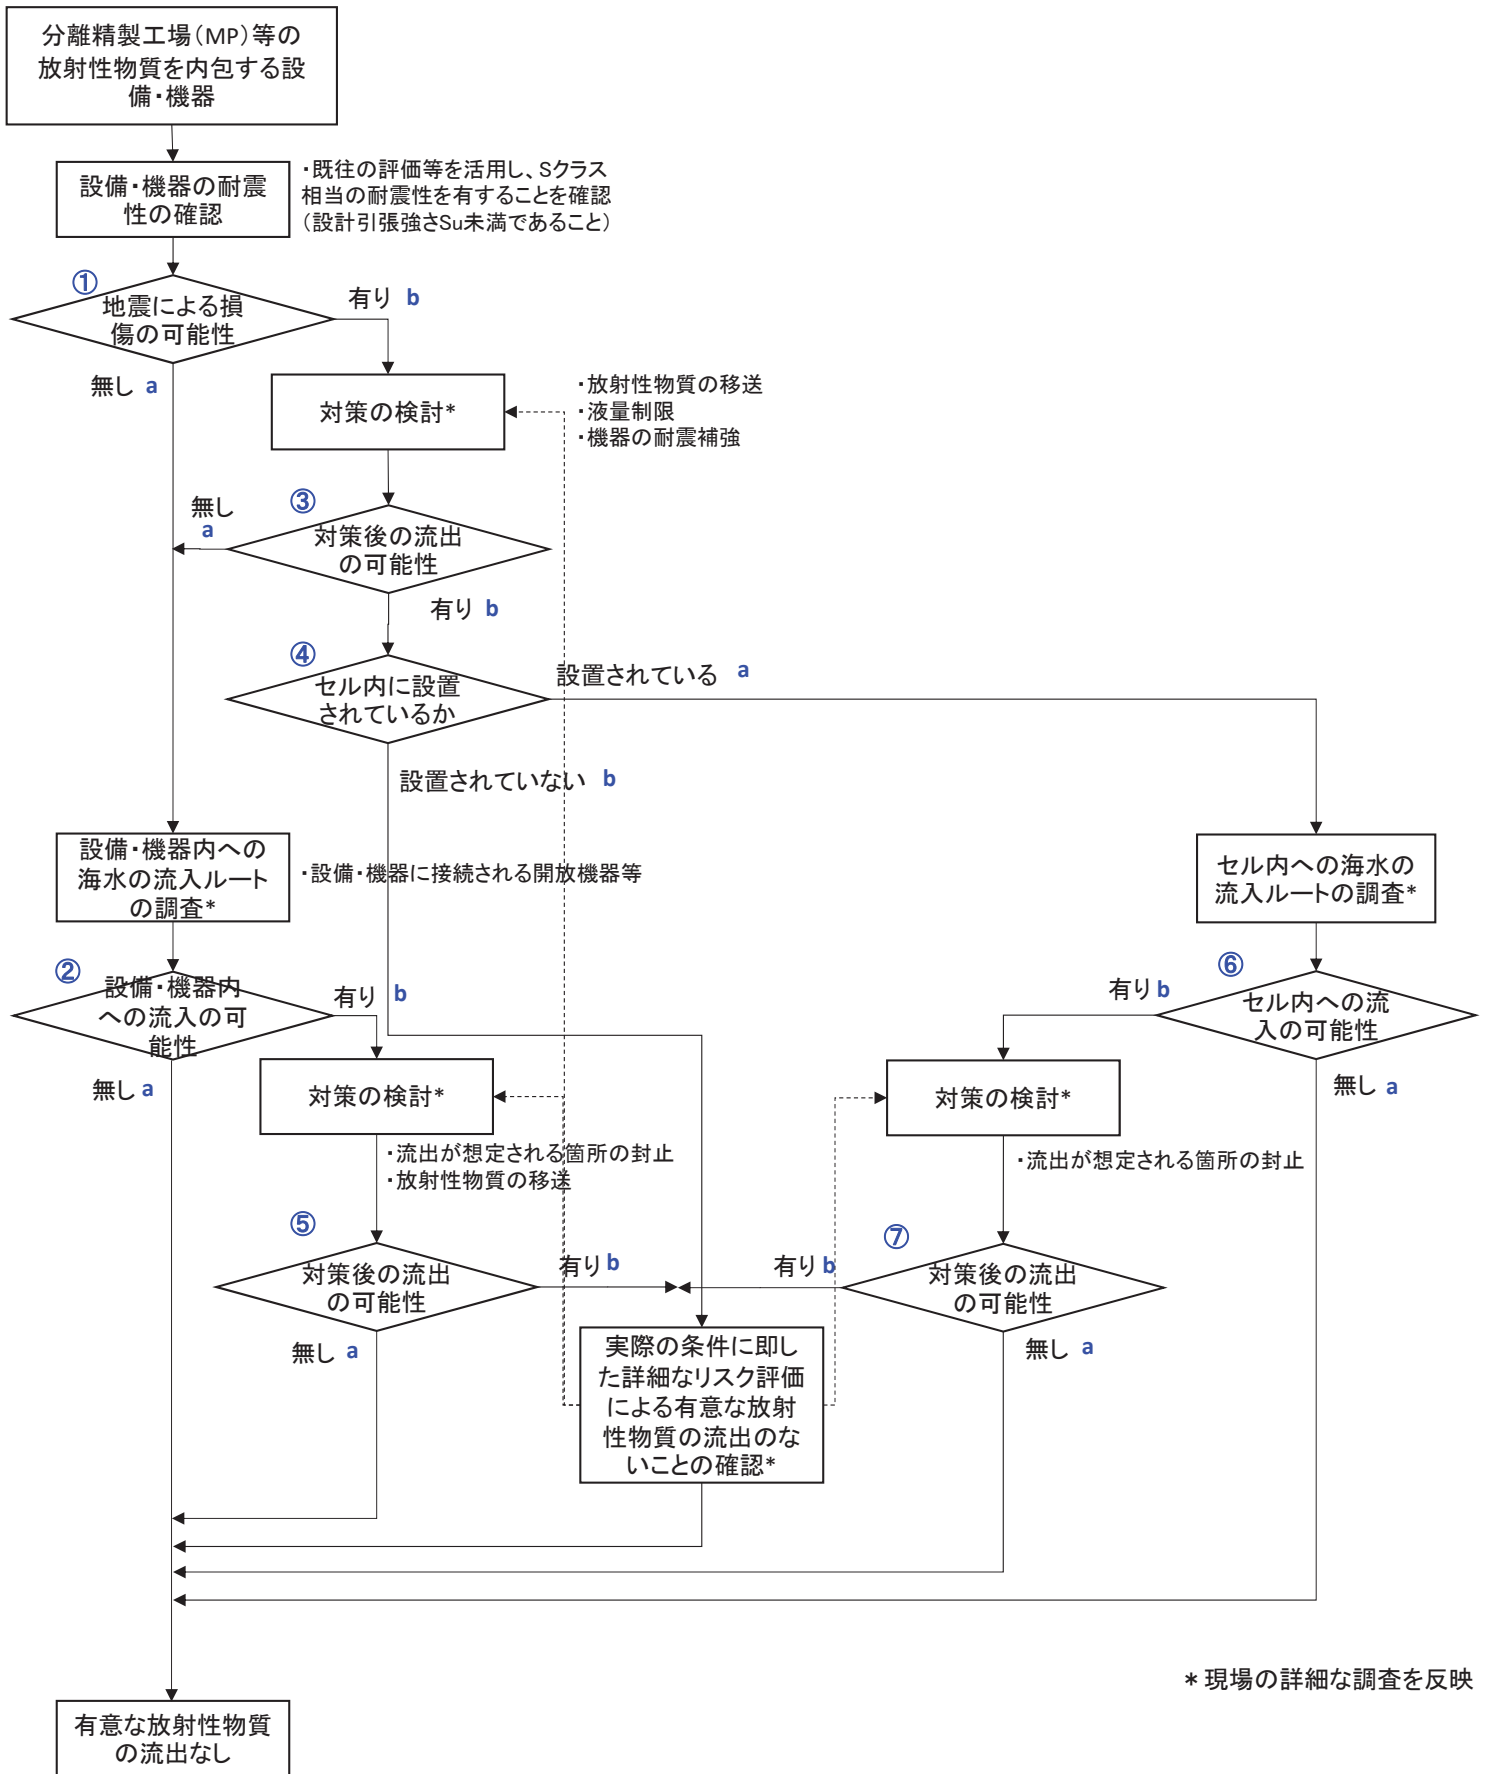 分離精製工場(MP)等の
放射性物質を内包する設
備・機器
設備・機器の耐震
性の確認
・既往の評価等を活用し、Sクラス
相当の耐震性を有することを確認
(設計引張強さSu未満であること)
①
地震による損
傷の可能性
有り b
無し a
対策の検討*
・放射性物質の移送
・液量制限
・機器の耐震補強
③
無し
a
対策後の流出
の可能性
有り b
④
セル内に設置
されているか
設置されている a
設置されていない b
設備・機器内への
海水の流入ルート
の調査*
・設備・機器に接続される開放機器等
セル内への海水の
流入ルートの調査*
②
設備・機器内
への流入の可
能性
有り b
無し a
⑥
セル内への流
入の可能性
有り b
無し a
対策の検討*
・流出が想定される箇所の封止
・放射性物質の移送
対策の検討*
・流出が想定される箇所の封止
⑤
対策後の流出
の可能性
有り b
無し a
⑦
対策後の流出
の可能性
有り b
無し a
実際の条件に即し
た詳細なリスク評価
による有意な放射
性物質の流出のな
いことの確認*
* 現場の詳細な調査を反映
有意な放射性物質
の流出なし